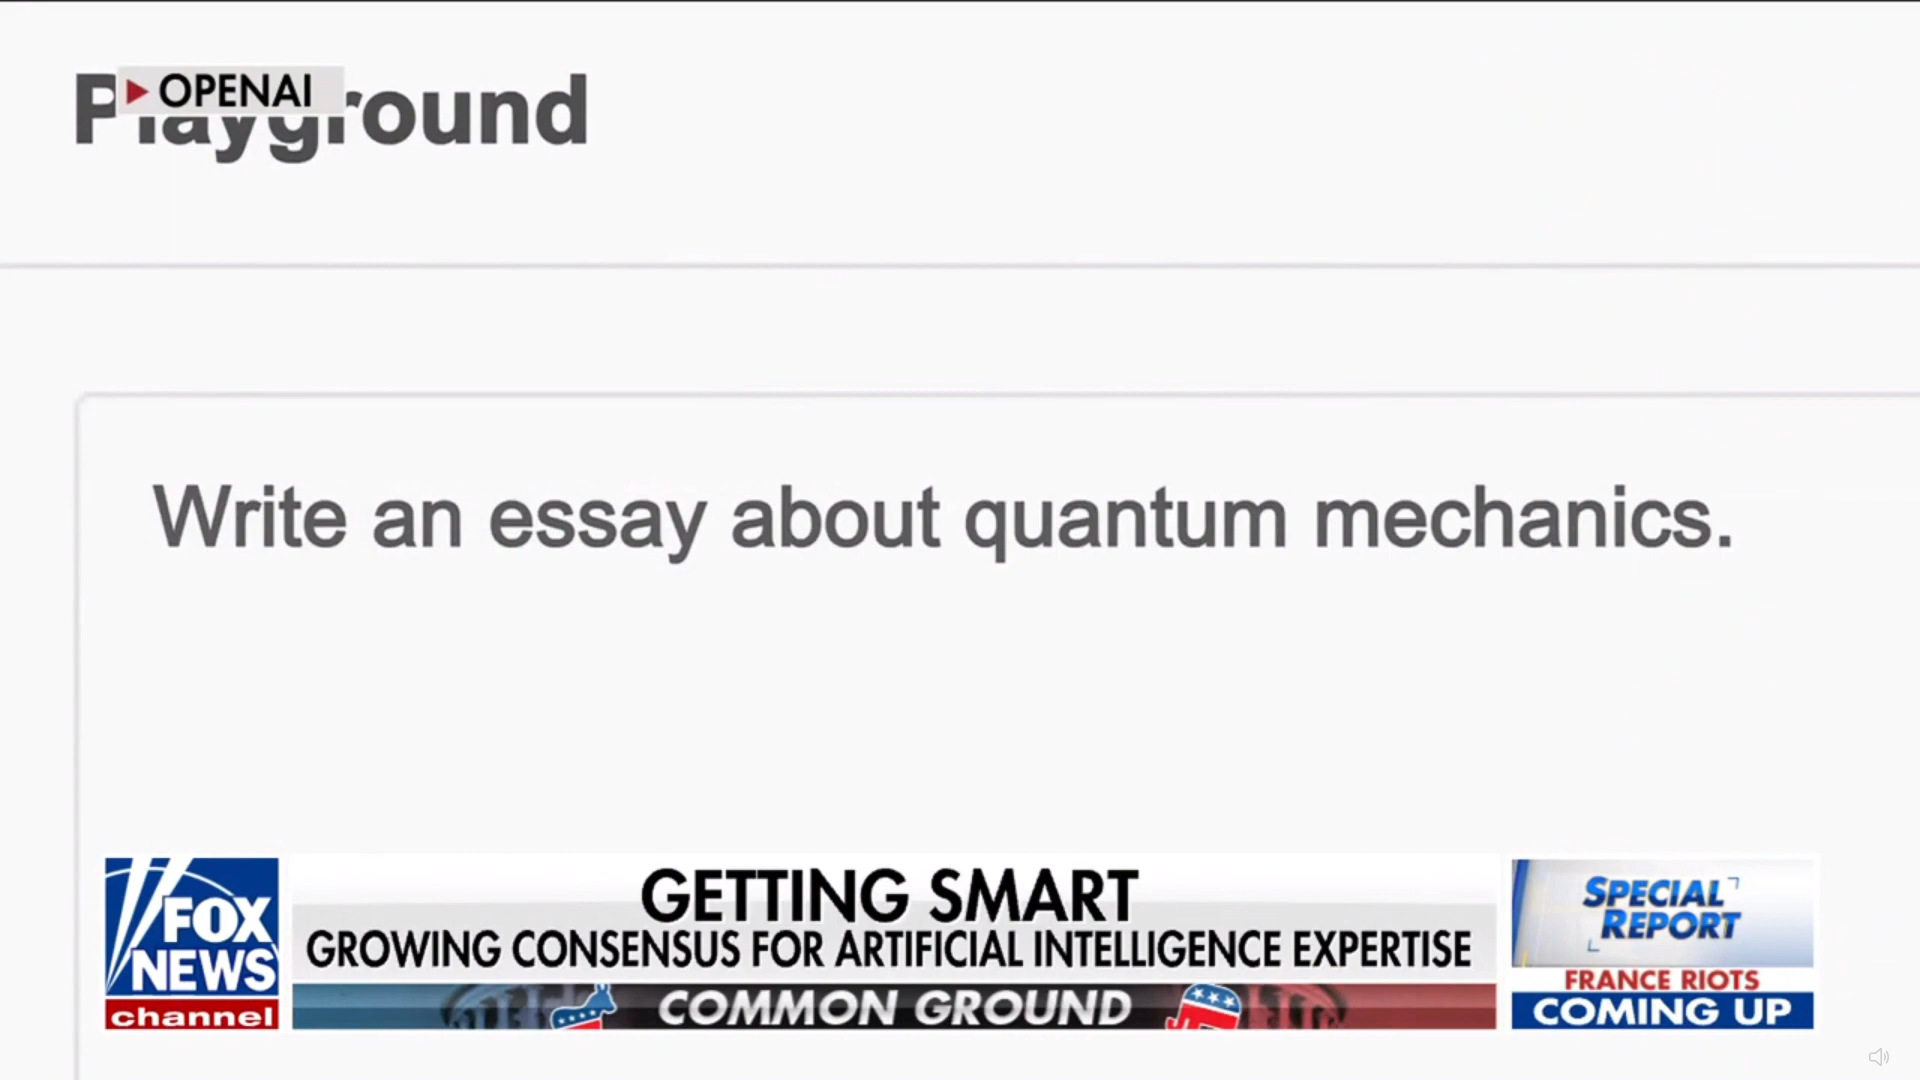 Playground
OPENAI
Write an essay about quantum mechanics.
FOX
NEWS
channel
GETTING SMART
GROWING CONSENSUS FOR ARTIFICIAL INTELLIGENCE EXPERTISE
COMMON GROUND
SPECIAL
REPORT
FRANCE RIOTS
COMING UP